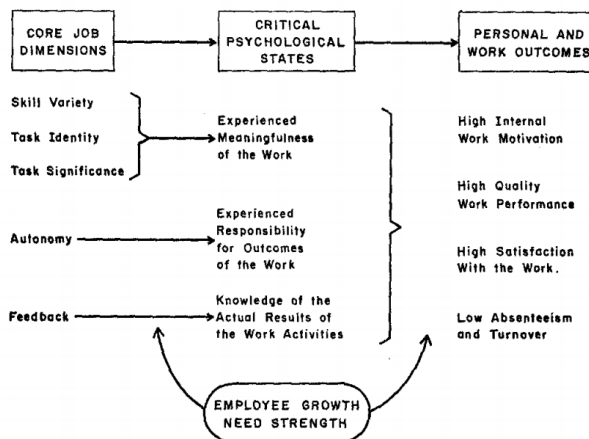 CORE JOB
DIMENSIONS
CRITICAL
PSYCHOLOGICAL
STATES
PERSONAL AND
WORK OUTCOMES
Skill Variety
Task Identity
Task Significance
Experienced
Meaningfulness
of the Work
High Internal
Work Motivation
High Quality
Work Performance
Autonomy
Experienced
Responsibility
for Outcomes
of the Work
High Satisfaction
With the Work.
Feedback
Knowledge of the
Actual Results of
the Work Activities
Low Absenteeism
and Turnover
EMPLOYEE GROWTH
NEED STRENGTH